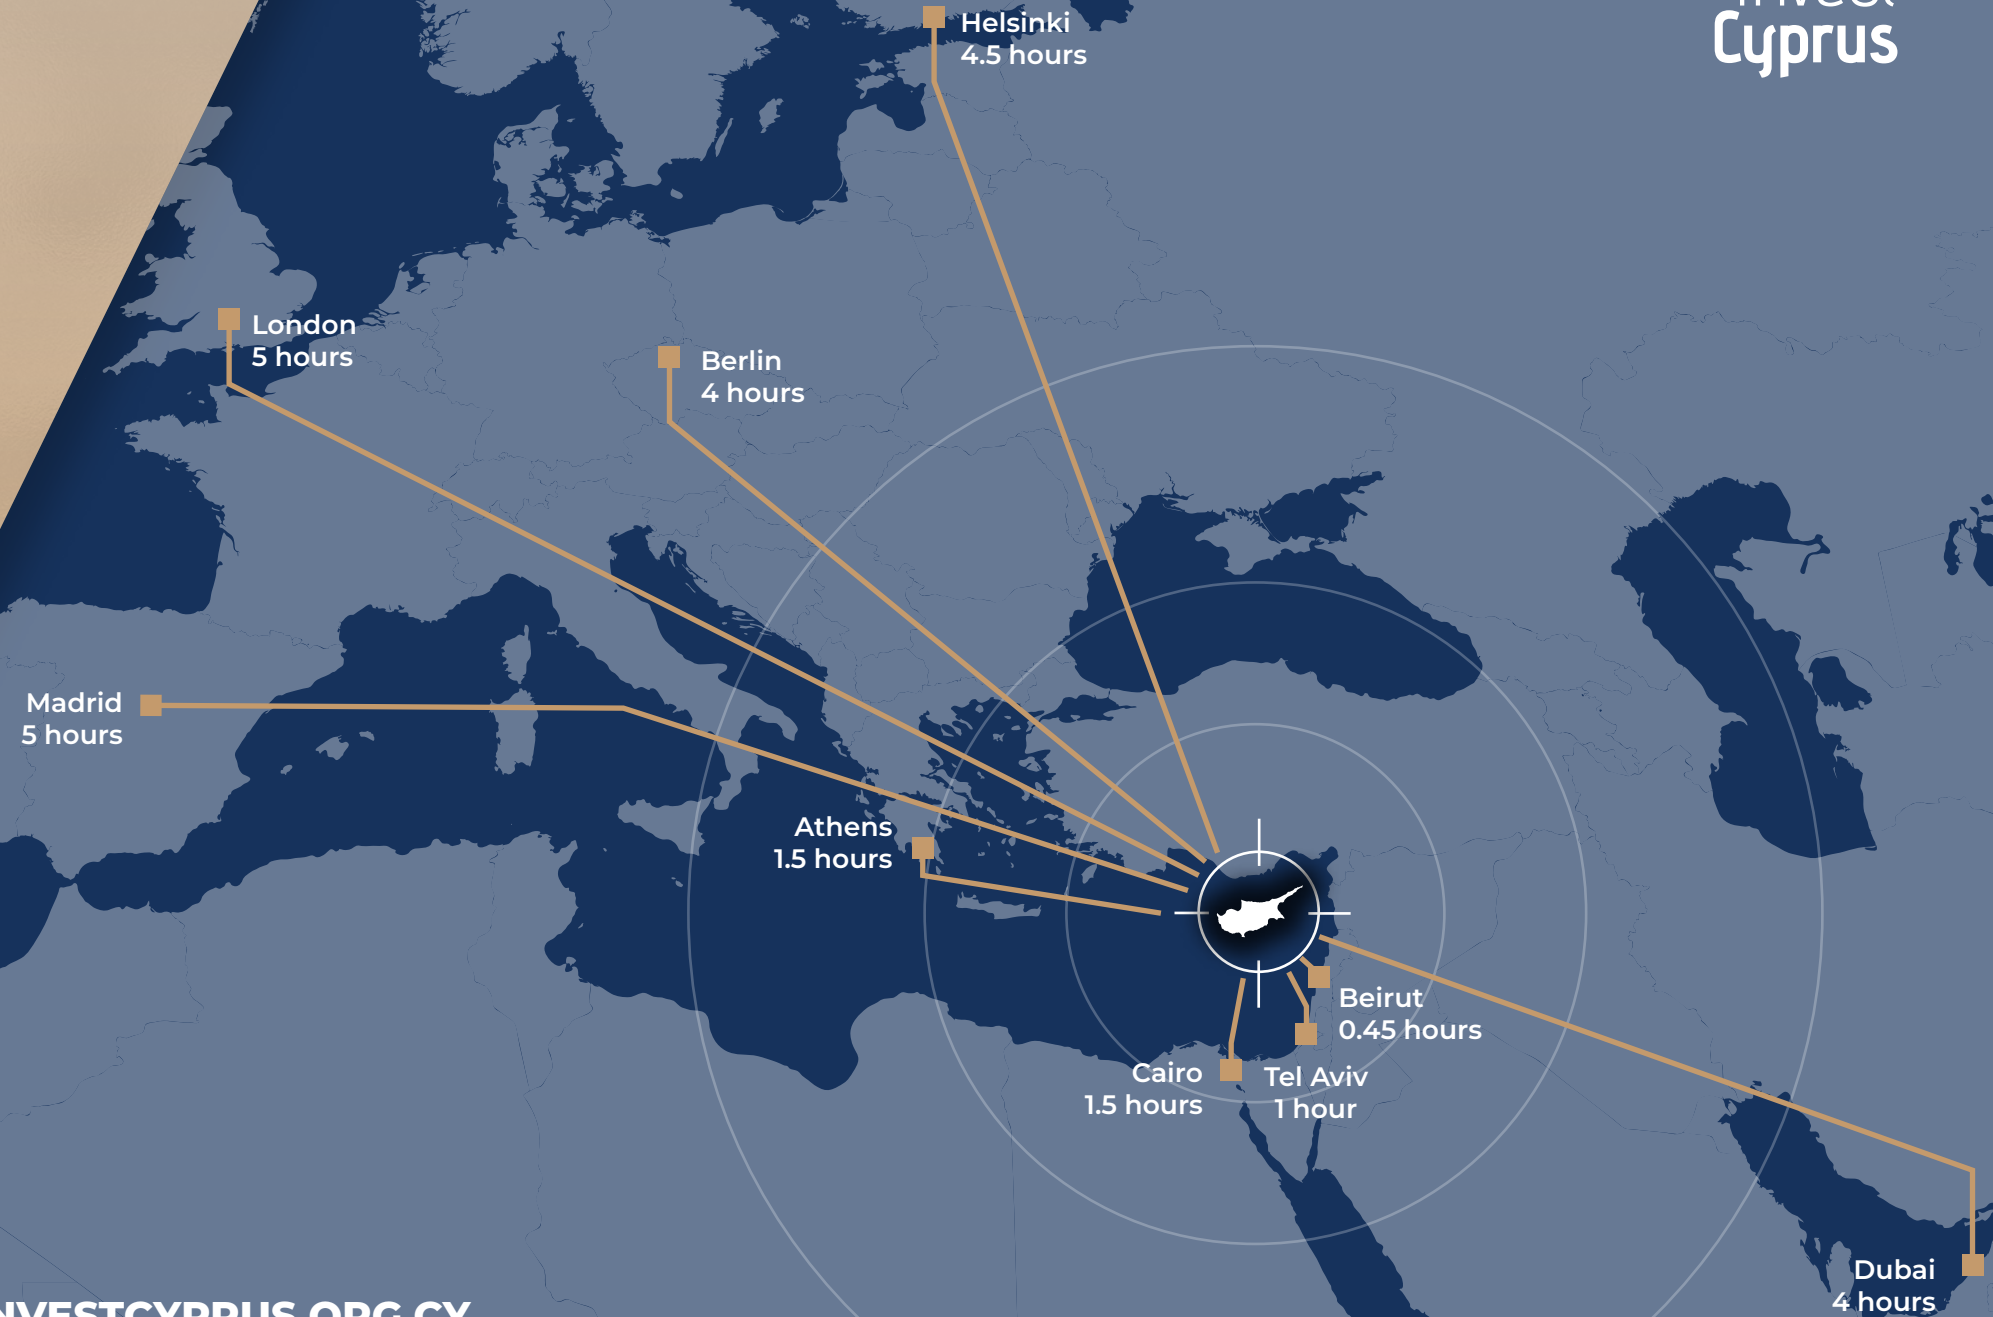 Helsinki
4.5 hours
Cyprus
London
5 hours
Berlin
4 hours
Madrid
5 hours
Athens
1.5 hours
Beirut
0.45 hours
Cairo
1.5 hours
Tel Aviv
1 hour
Dubai
4 hours